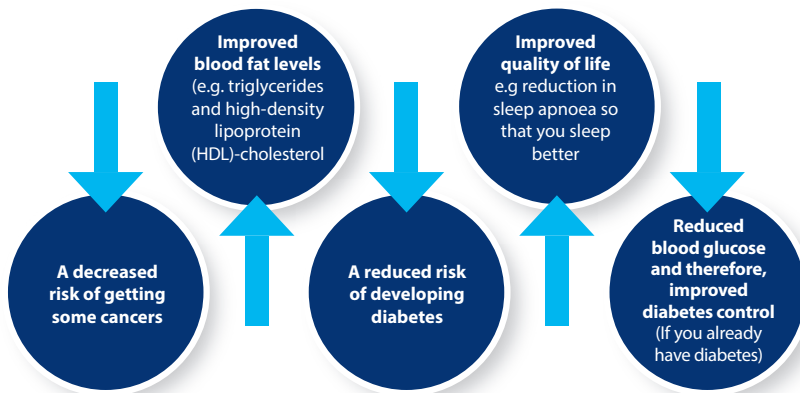 Improved
blood fat levels
(e.g. triglycerides
and high-density
lipoprotein
(HDL)-cholesterol
Improved
quality of life
e.g reduction in
sleep apnoea so
that you sleep
better
A decreased
risk of getting
some cancers
A reduced risk
of developing
diabetes
Reduced
blood glucose
and therefore,
improved
diabetes control
(If you already
have diabetes)